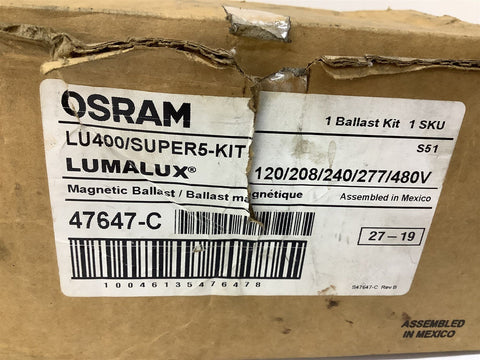 OSRAM
1 Ballast Kit 1 SKU
LU400/SUPER5-KIT
S51
LUMALUX®
120/208/240/277/480V
Magnetic Ballast / Ballast magnétique
Assembled in Mexico
47647-C
27-19
10046135476478
S47647-C Rev B
ASSEMBLED
IN MEXICO